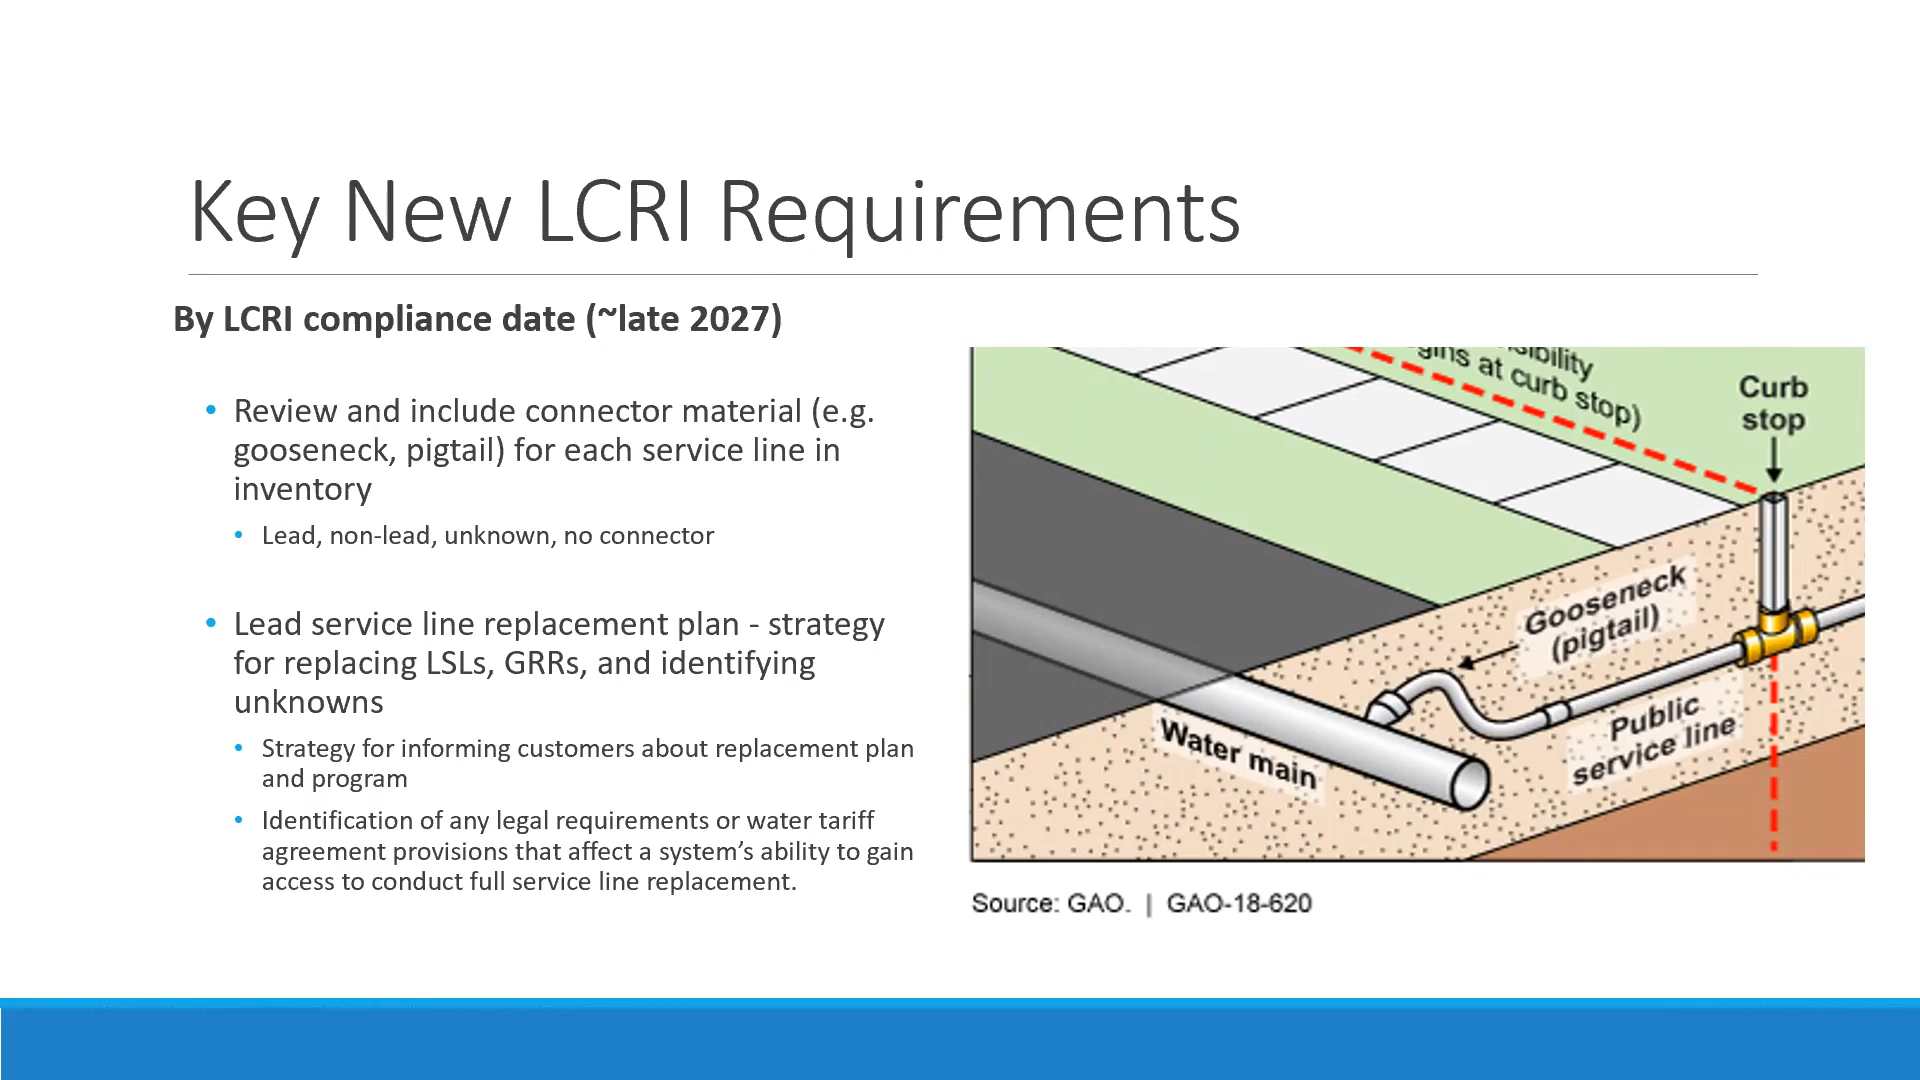 Key New LCRI Requirements
By LCRI compliance date (~late 2027)
• Review and include connector material (e.g.
gooseneck, pigtail) for each service line in
inventory
• Lead, non-lead, unknown, no connector
• Lead service line replacement plan - strategy
for replacing LSLs, GRRs, and identifying
unknowns
• Strategy for informing customers about replacement plan
and program
• Identification of any legal requirements or water tariff
agreement provisions that affect a system's ability to gain
access to conduct full service line replacement.
at curb stop)
Curb
stop
Gooseneck
(pigtail)
Public
service line
Water main
Source: GAO. | GAO-18-620